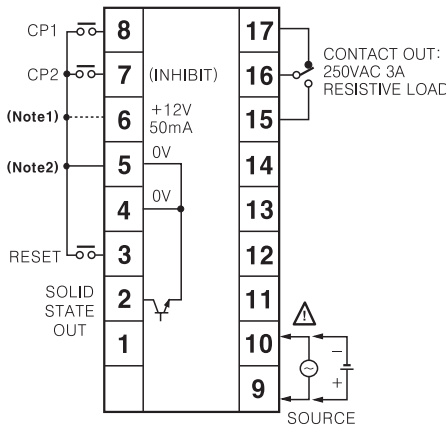 CP1
8
17
CONTACT OUT:
250VAC 3A
RESISTIVE LOAD
CP2
7
(INHIBIT)
16
(Note1)
6
+12V
50mA
15
(Note2)
5
0V
14
4
0V
13
RESET
3
12
SOLID
STATE
OUT
2
11
1
10
9
SOURCE